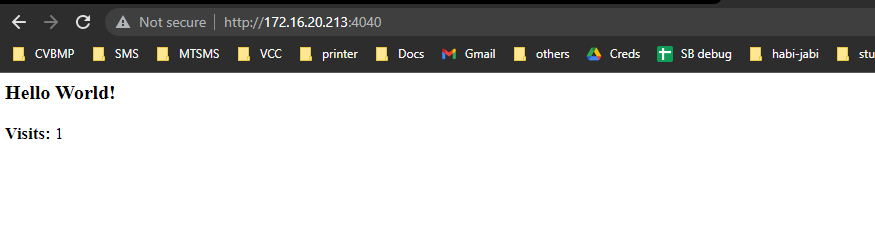 Not secure | http://172.16.20.213:4040
CVBMP SMS MTSMS VCC printer Docs Gmail others Creds SB debug habi-jabi stu
Hello World!
Visits: 1